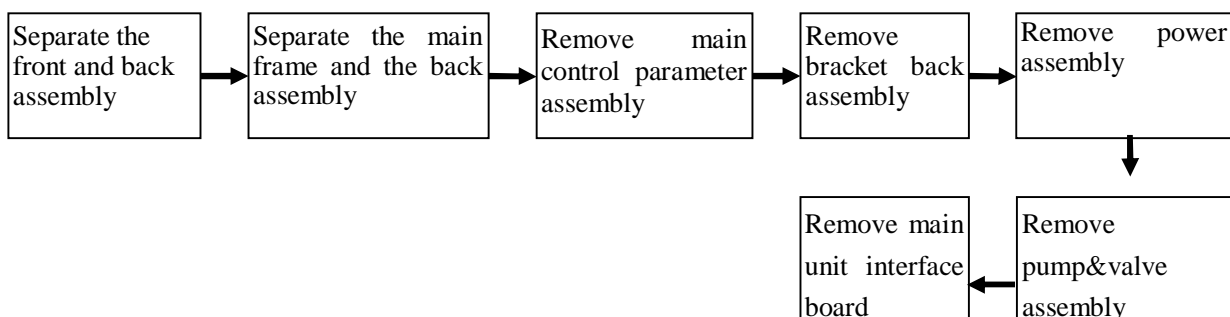 Separate the
front and back
assembly
Separate the main
frame and the back
assembly
Remove main
control parameter
assembly
Remove
bracket back
assembly
Remove power
assembly
Remove
pump&valve
assembly
Remove main
unit interface
board